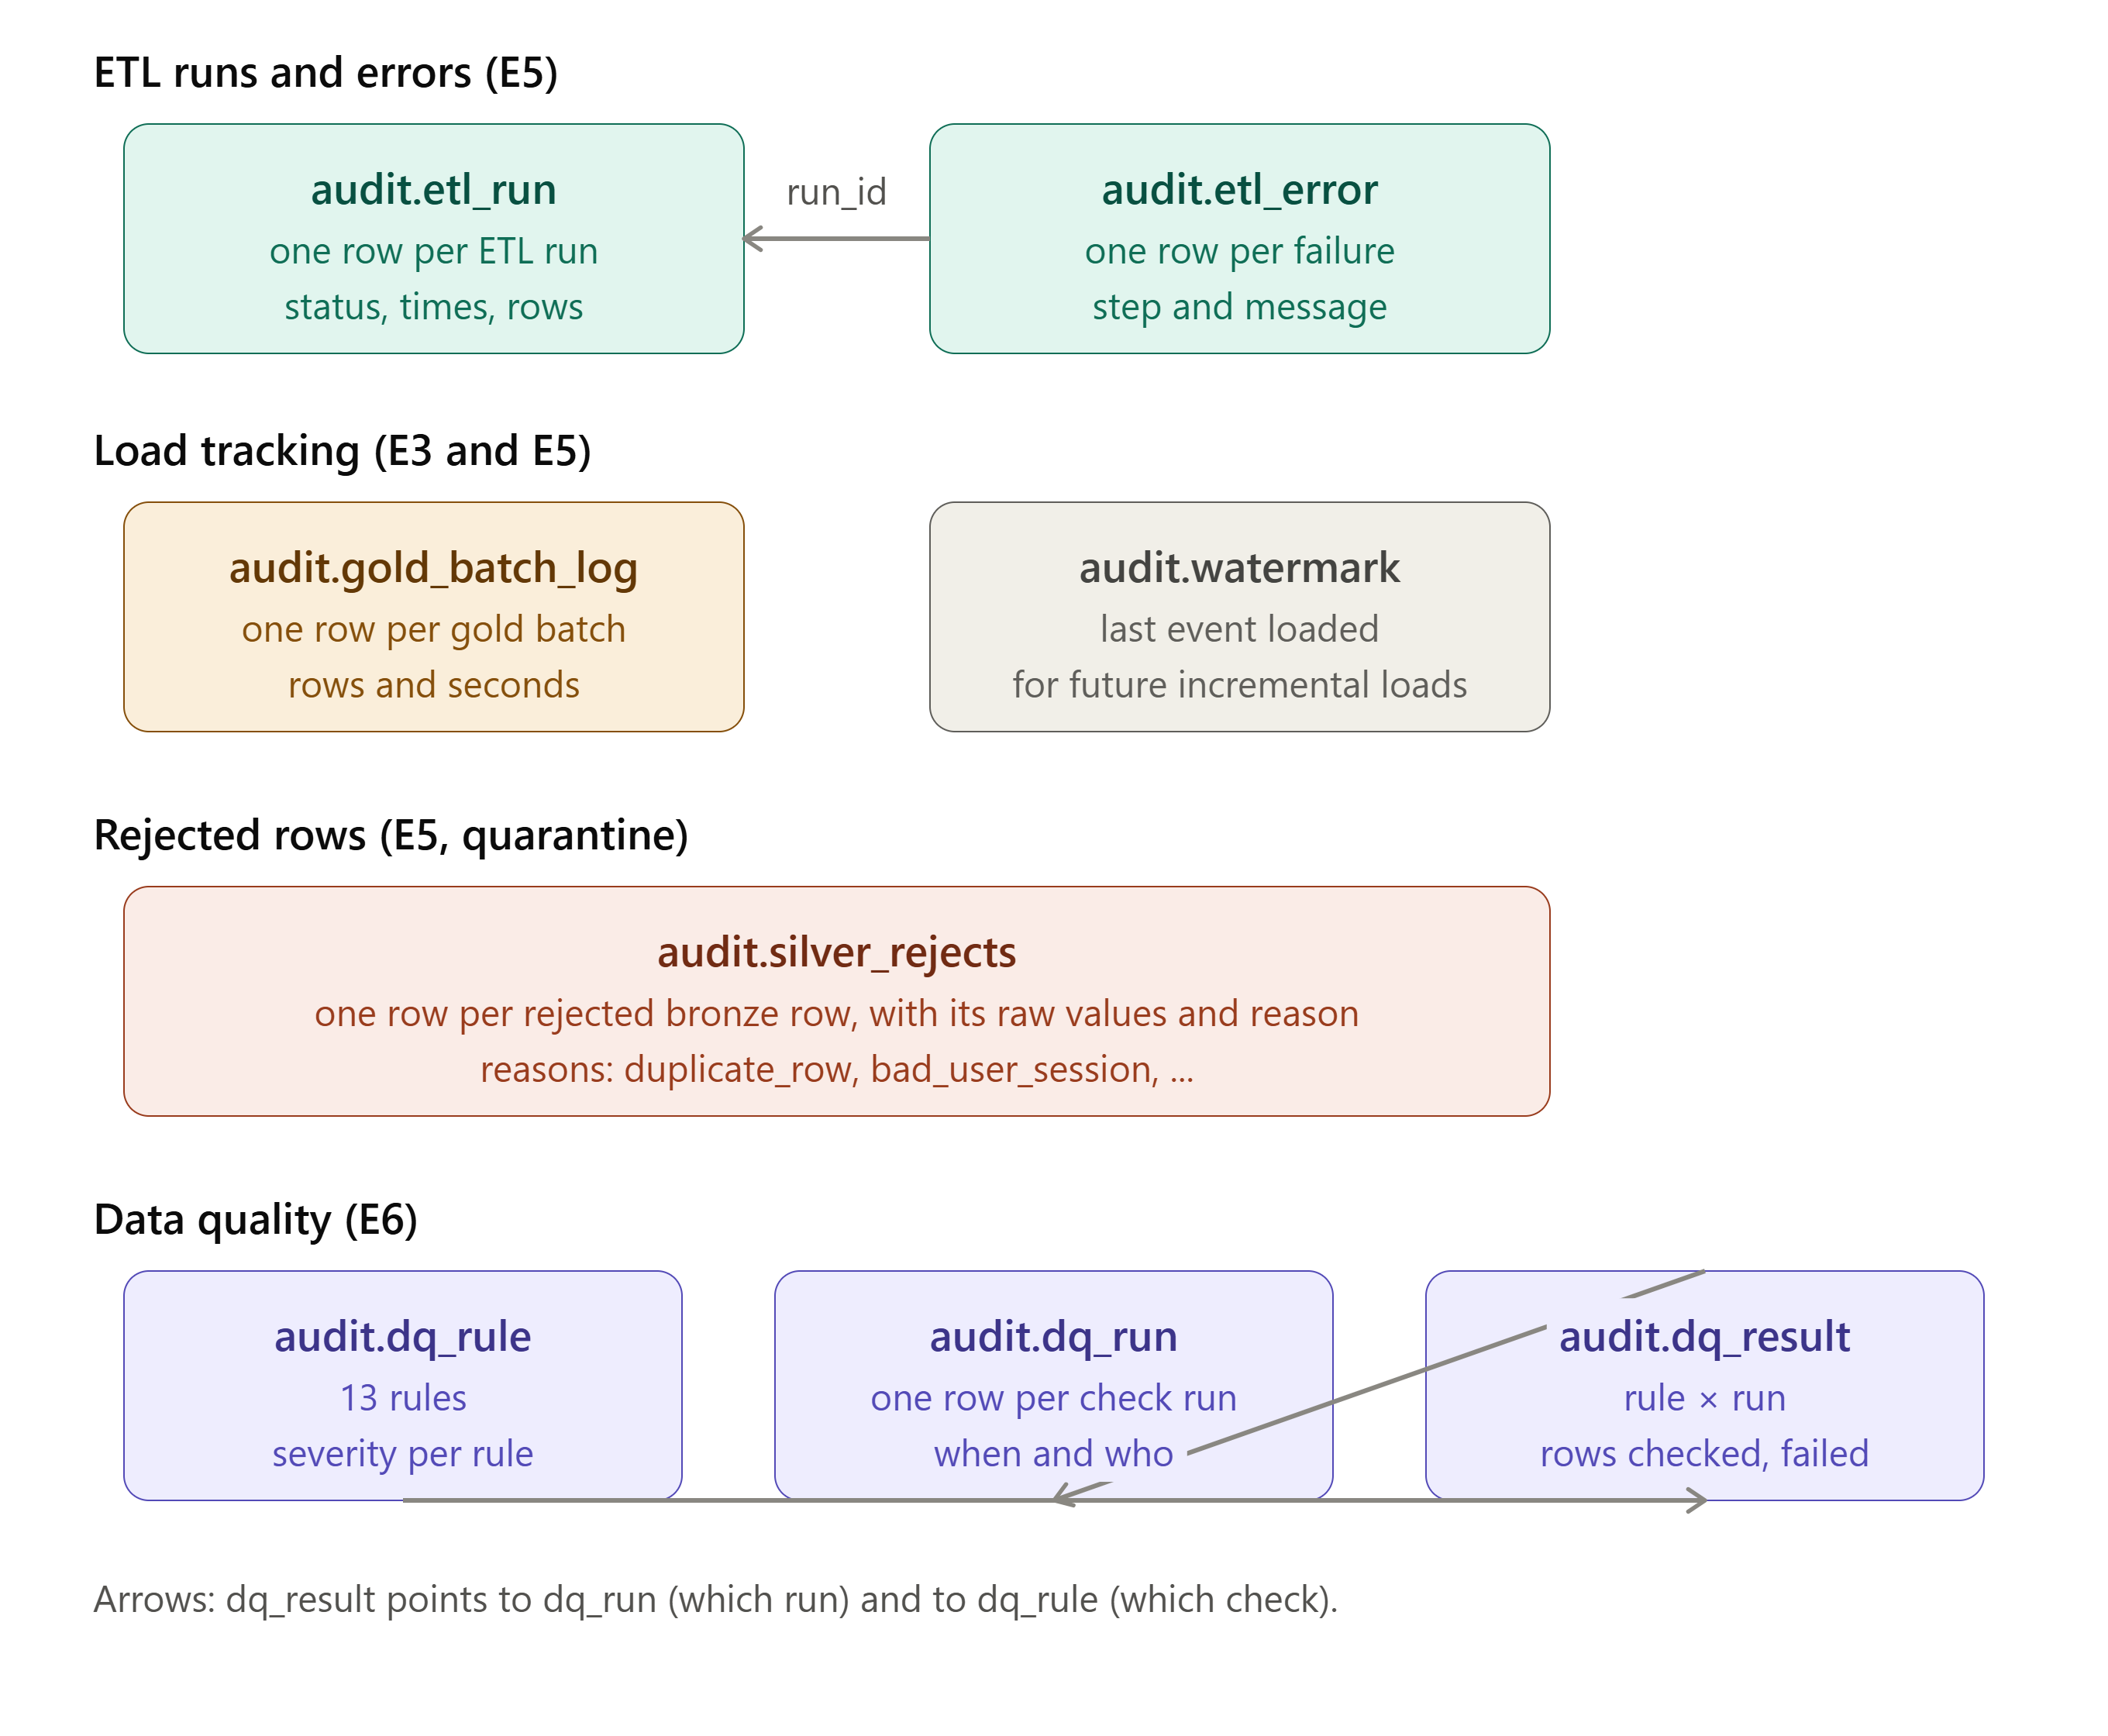 ETL runs and errors (E5)
audit.etl_run
one row per ETL run
status, times, rows
run_id
audit.etl_error
one row per failure
step and message
Load tracking (E3 and E5)
audit.gold_batch_log
one row per gold batch
rows and seconds
audit.watermark
last event loaded
for future incremental loads
Rejected rows (E5, quarantine)
audit.silver_rejects
one row per rejected bronze row, with its raw values and reason
reasons: duplicate_row, bad_user_session, ...
Data quality (E6)
audit.dq_rule
13 rules
severity per rule
audit.dq_run
one row per check run
when and who
audit.dq_result
rule × run
rows checked, failed
Arrows: dq_result points to dq_run (which run) and to dq_rule (which check).